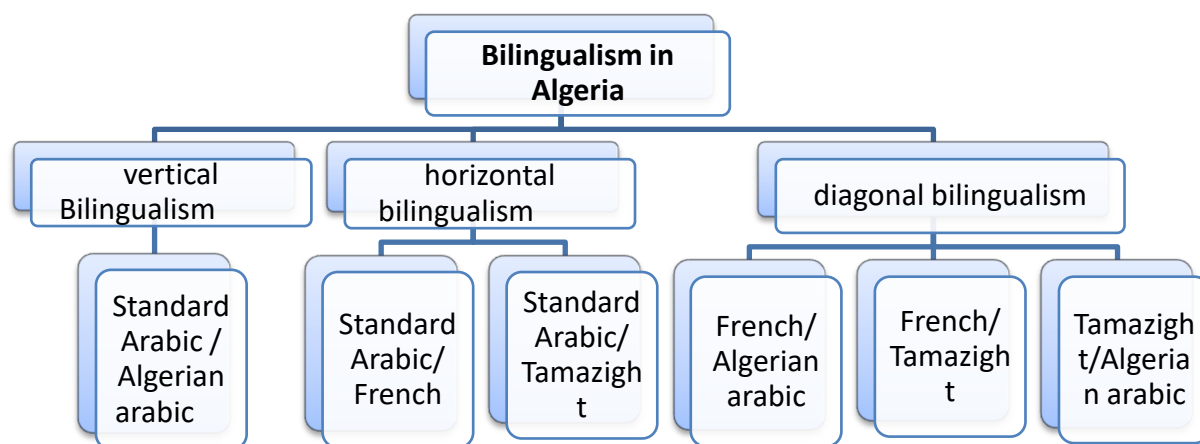 Bilingualism in
Algeria
vertical
Bilingualism
horizontal
bilingualism
diagonal bilingualism
Standard
Arabic /
Algerian
arabic
Standard
Arabic/
French
Standard
Arabic/
Tamazigh
t
French/
Algerian
arabic
French/
Tamazigh
t
Tamazigh
t/Algeria
n arabic